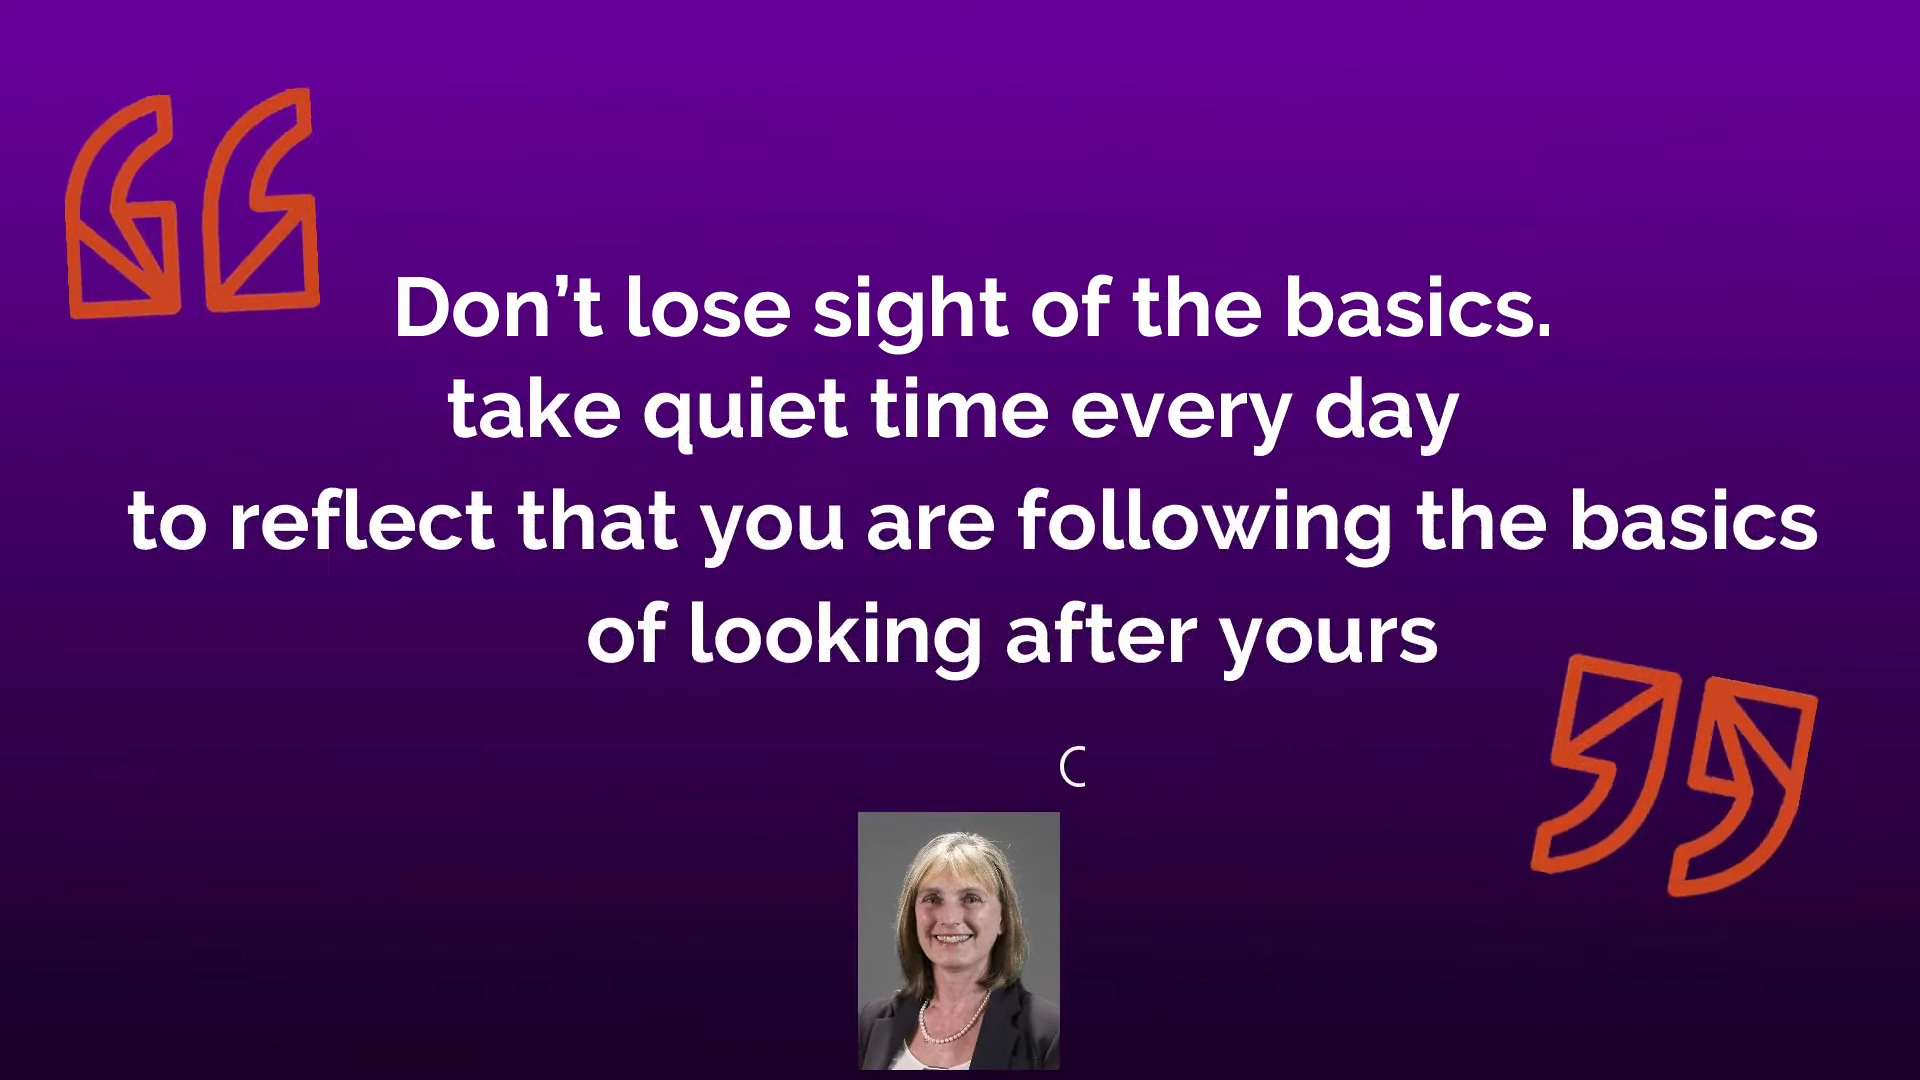 Don’t lose sight of the basics.
take quiet time every day
to reflect that you are following the basics
of looking after yours
C